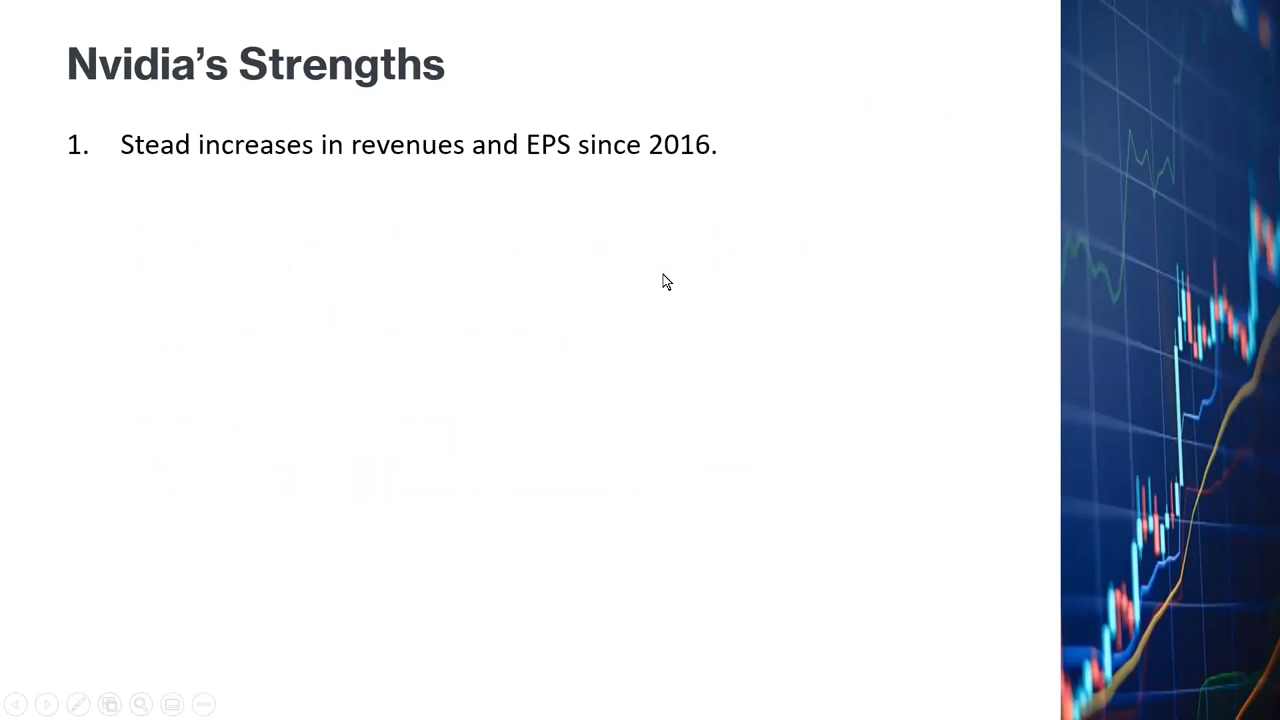 Nvidia’s Strengths
1. Stead increases in revenues and EPS since 2016.